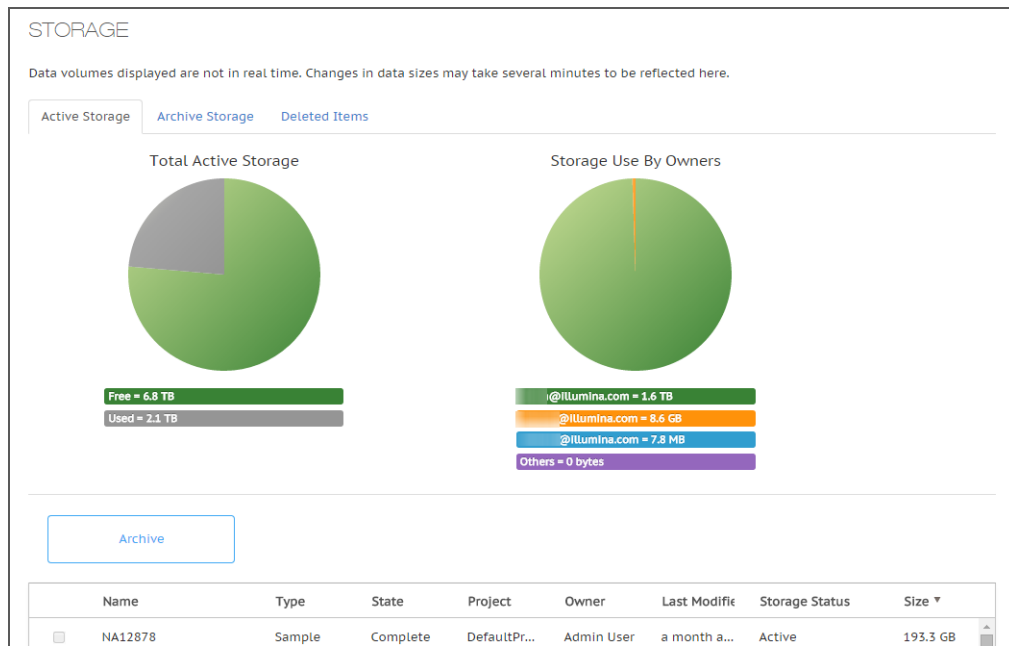 STORAGE
Data volumes displayed are not in real time. Changes in data sizes may take several minutes to be reflected here.
Active Storage Archive Storage Deleted Items
Total Active Storage Storage Use By Owners
Free = 6.8 TB
Used = 2.1 TB
@illumina.com = 1.6 TB
@illumina.com = 8.6 GB
@illumina.com = 7.8 MB
Others = 0 bytes
Archive
Name Type State Project Owner Last Modifie Storage Status Size ▼
NA12878 Sample Complete DefaultPr... Admin User a month a... Active 193.3 GB